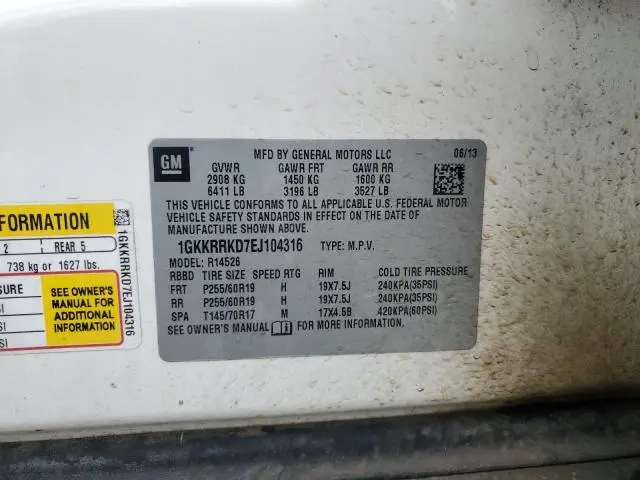 GM
MFD BY GENERAL MOTORS LLC 06/13
GVWR GAWR FRT GAWR RR
2908 KG 1450 KG 1600 KG
6411 LB 3196 LB 3527 LB
THIS VEHICLE CONFORMS TO ALL APPLICABLE U.S. FEDERAL MOTOR
VEHICLE SAFETY STANDARDS IN EFFECT ON THE DATE OF
MANUFACTURE SHOWN ABOVE.
1GKKRRKD7EJ104316 TYPE: M.P.V.
MODEL: R14526
RBBD TIRE SIZE SPEED RTG RIM COLD TIRE PRESSURE
FRT P255/60R19 H 19X7.5J 240KPA(35PSI)
RR P255/60R19 H 19X7.5J 240KPA(35PSI)
SPA T145/70R17 M 17X4.5B 420KPA(60PSI)
SEE OWNER'S MANUAL FOR MORE INFORMATION.
FORMATION
2 REAR 5
738 kg or 1627 lbs.
SURE
SI
SI
SI
SEE OWNER'S
MANUAL FOR
ADDITIONAL
INFORMATION
1GKKRRKD7EJ104316